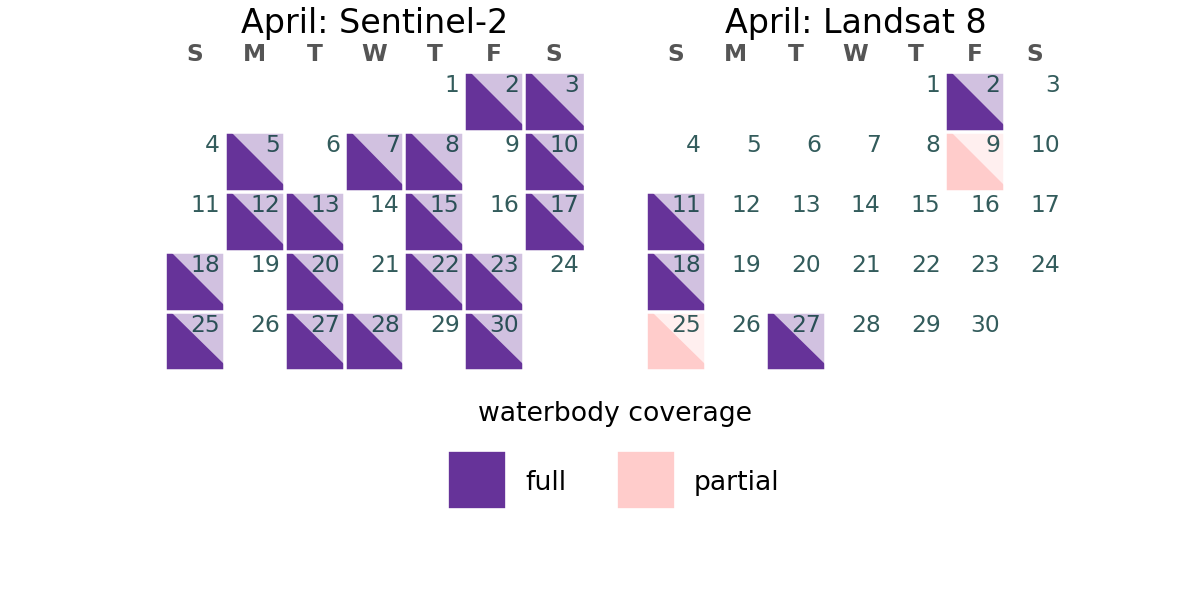 April: Sentinel-2
S M T W T F S
1 2 3
4 5 6 7 8 9 10
11 12 13 14 15 16 17
18 19 20 21 22 23 24
25 26 27 28 29 30
April: Landsat 8
S M T W T F S
1 2 3
4 5 6 7 8 9 10
11 12 13 14 15 16 17
18 19 20 21 22 23 24
25 26 27 28 29 30
waterbody coverage
full partial